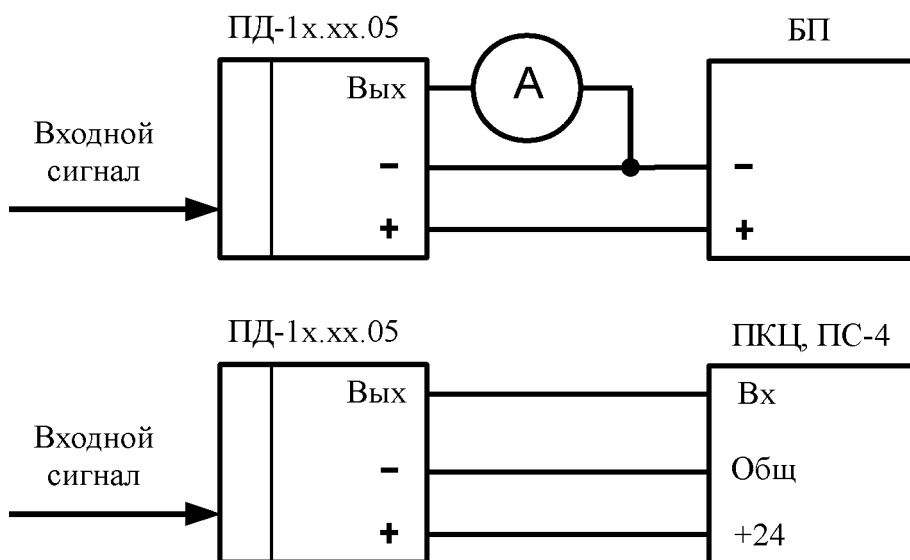 ПД-1х.хх.05
БП
Вых
А
Входной
сигнал
-
-
+
+
ПД-1х.хх.05
ПКЦ, ПС-4
Вых
Вх
Входной
сигнал
-
Общ
+
+24